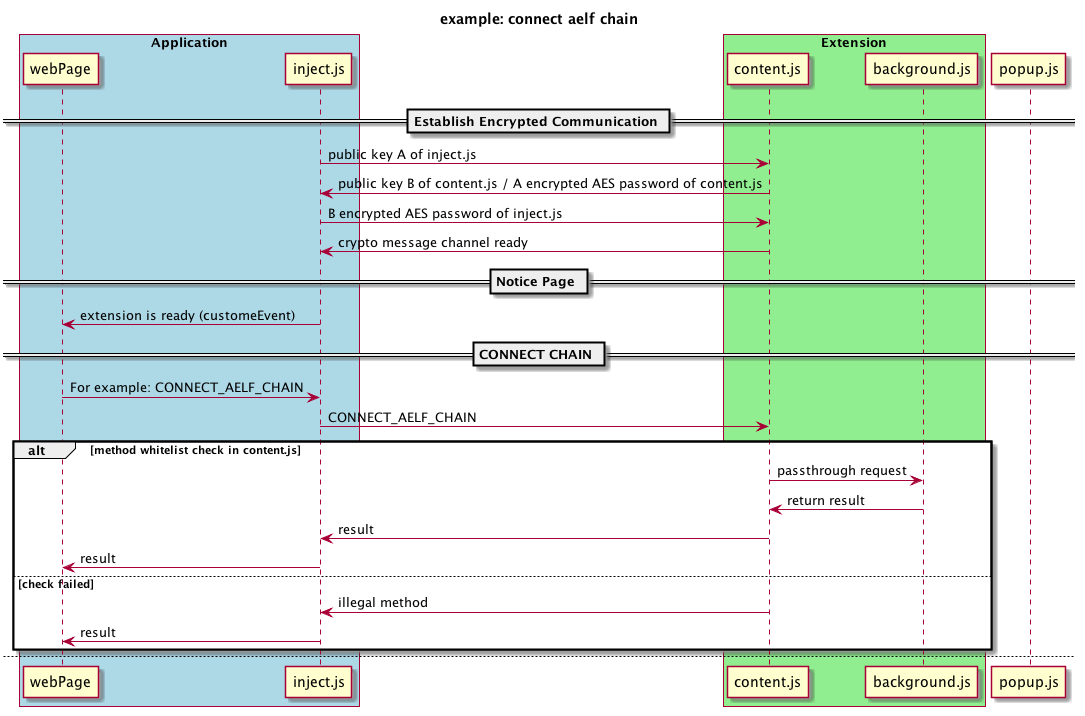 example: connect aelf chain
Application
Extension
webPage
inject.js
content.js
background.js
popup.js
Establish Encrypted Communication
public key A of inject.js
public key B of content.js / A encrypted AES password of content.js
B encrypted AES password of inject.js
crypto message channel ready
Notice Page
extension is ready (customeEvent)
CONNECT CHAIN
For example: CONNECT_AELF_CHAIN
CONNECT_AELF_CHAIN
alt [method whitelist check in content.js]
passthrough request
return result
result
result
[check failed]
illegal method
result
webPage
inject.js
content.js
background.js
popup.js